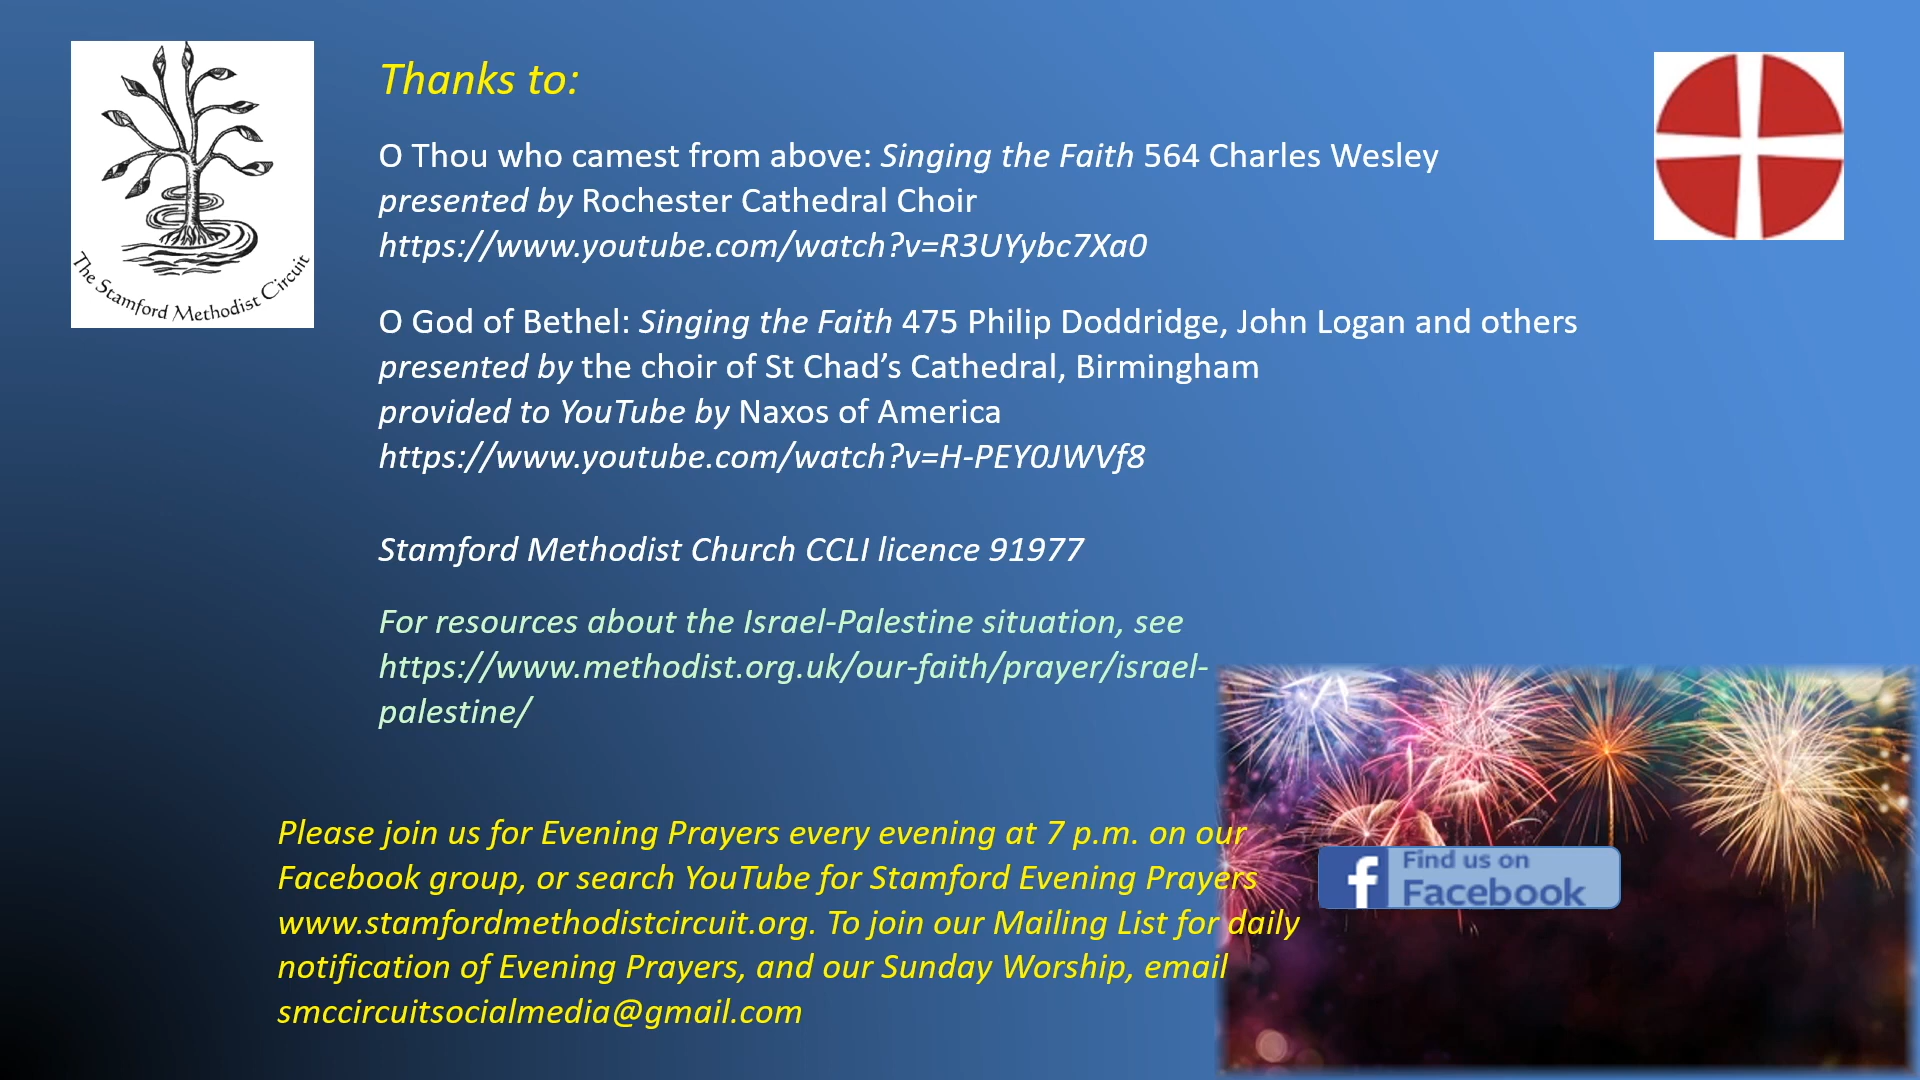 The Stamford Methodist Circuit
Thanks to:
O Thou who camest from above: Singing the Faith 564 Charles Wesley
presented by Rochester Cathedral Choir
https://www.youtube.com/watch?v=R3UYybc7Xa0
O God of Bethel: Singing the Faith 475 Philip Doddridge, John Logan and others
presented by the choir of St Chad’s Cathedral, Birmingham
provided to YouTube by Naxos of America
https://www.youtube.com/watch?v=H-PEY0JWVf8
Stamford Methodist Church CCLI licence 91977
For resources about the Israel-Palestine situation, see
https://www.methodist.org.uk/our-faith/prayer/israel-
palestine/
Please join us for Evening Prayers every evening at 7 p.m. on our
Facebook group, or search YouTube for Stamford Evening Prayers
www.stamfordmethodistcircuit.org. To join our Mailing List for daily
notification of Evening Prayers, and our Sunday Worship, email
smccircuitsocialmedia@gmail.com
f
Find us on
Facebook